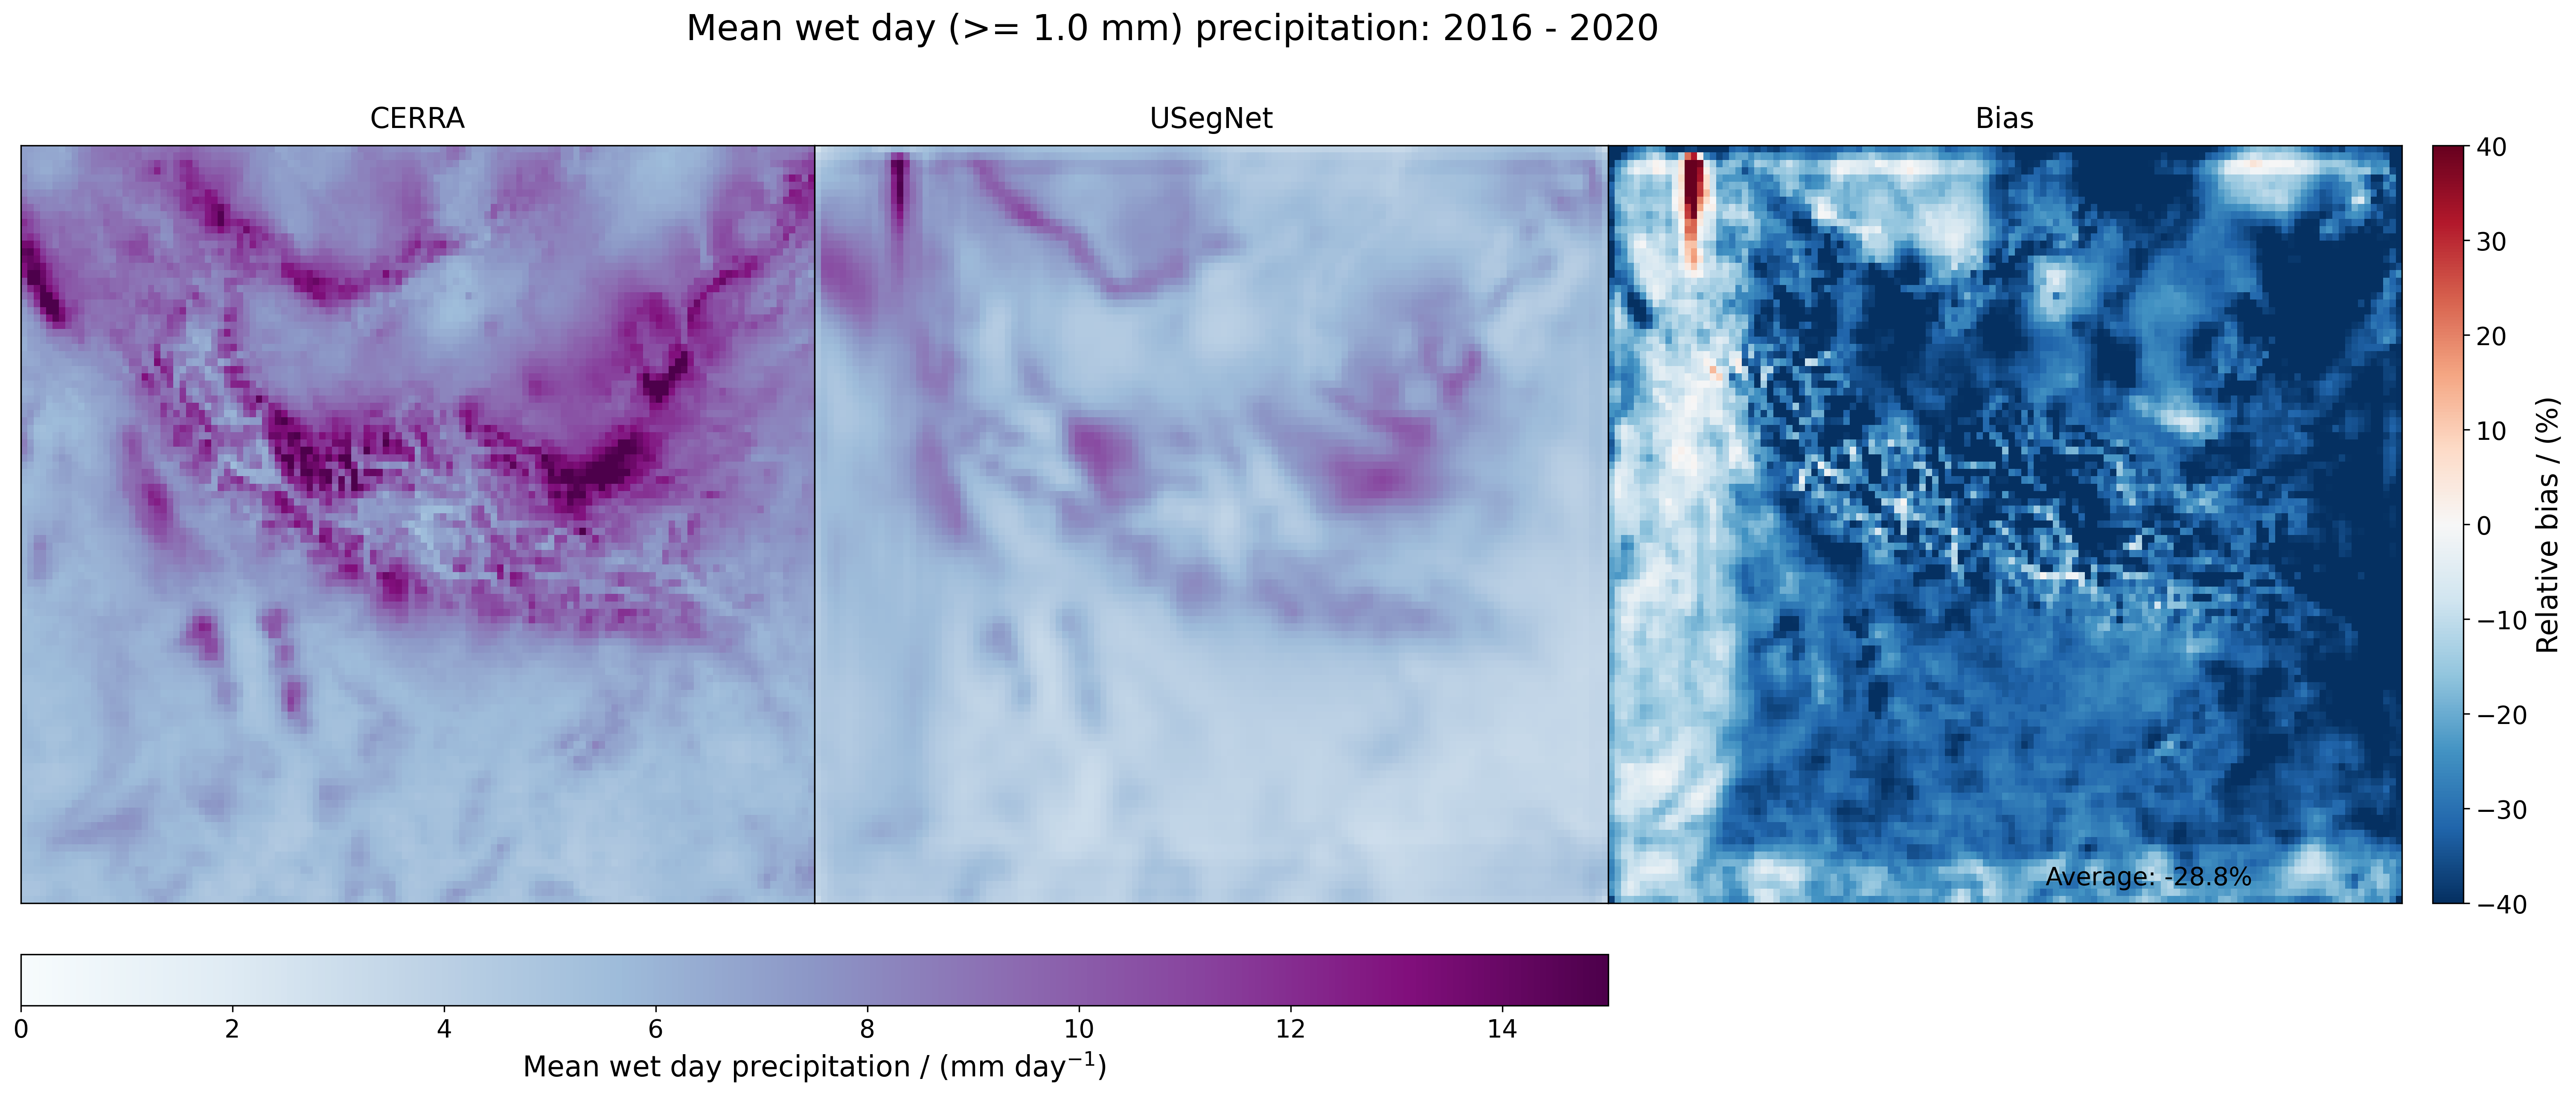 Mean wet day (>= 1.0 mm) precipitation: 2016 - 2020
CERRA
USegNet
Bias
40
30
20
10
0
−10
−20
−30
−40
Relative bias / (%)
Average: -28.8%
0 2 4 6 8 10 12 14
Mean wet day precipitation / (mm day⁻¹)